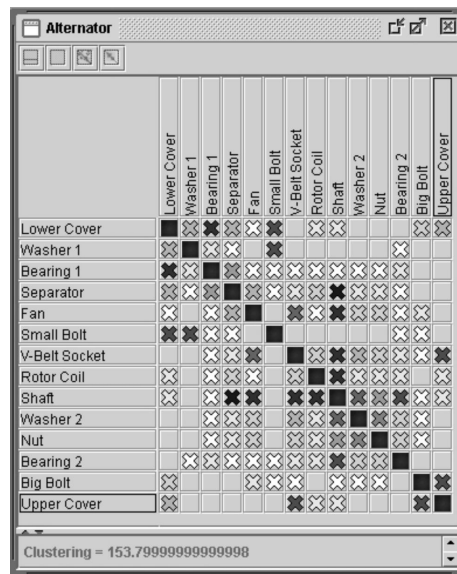 Alternator
Lower Cover
Washer 1
Bearing 1
Separator
Fan
Small Bolt
V-Belt Socket
Rotor Coil
Shaft
Washer 2
Nut
Bearing 2
Big Bolt
Upper Cover
Lower Cover
Washer 1
Bearing 1
Separator
Fan
Small Bolt
V-Belt Socket
Rotor Coil
Shaft
Washer 2
Nut
Bearing 2
Big Bolt
Upper Cover
Clustering = 153.79999999999998